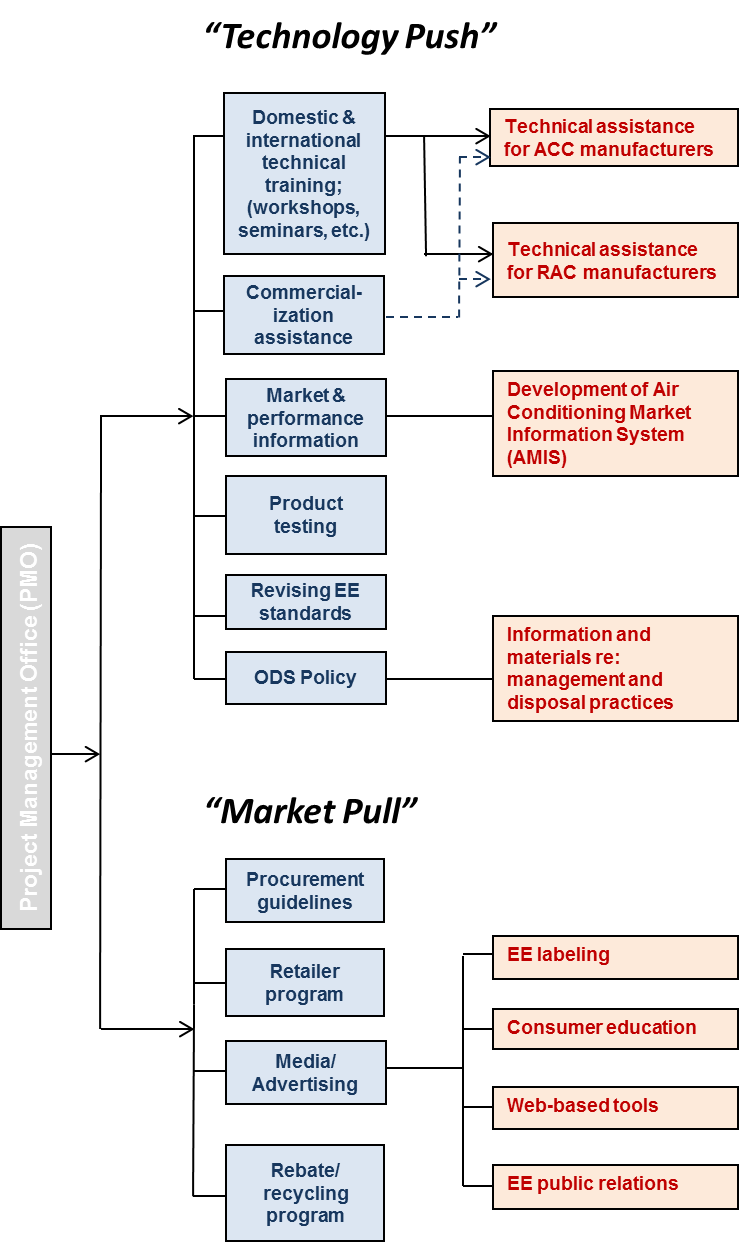 “Technology Push”
Domestic &
international
technical
training;
(workshops,
seminars, etc.)
Technical assistance
for ACC manufacturers
Technical assistance
for RAC manufacturers
Commercial-
ization
assistance
Market &
performance
information
Development of Air
Conditioning Market
Information System
(AMIS)
Product
testing
Revising EE
standards
ODS Policy
Information and
materials re:
management and
disposal practices
Project Management Office (PMO)
“Market Pull”
Procurement
guidelines
Retailer
program
Media/
Advertising
Rebate/
recycling
program
EE labeling
Consumer education
Web-based tools
EE public relations